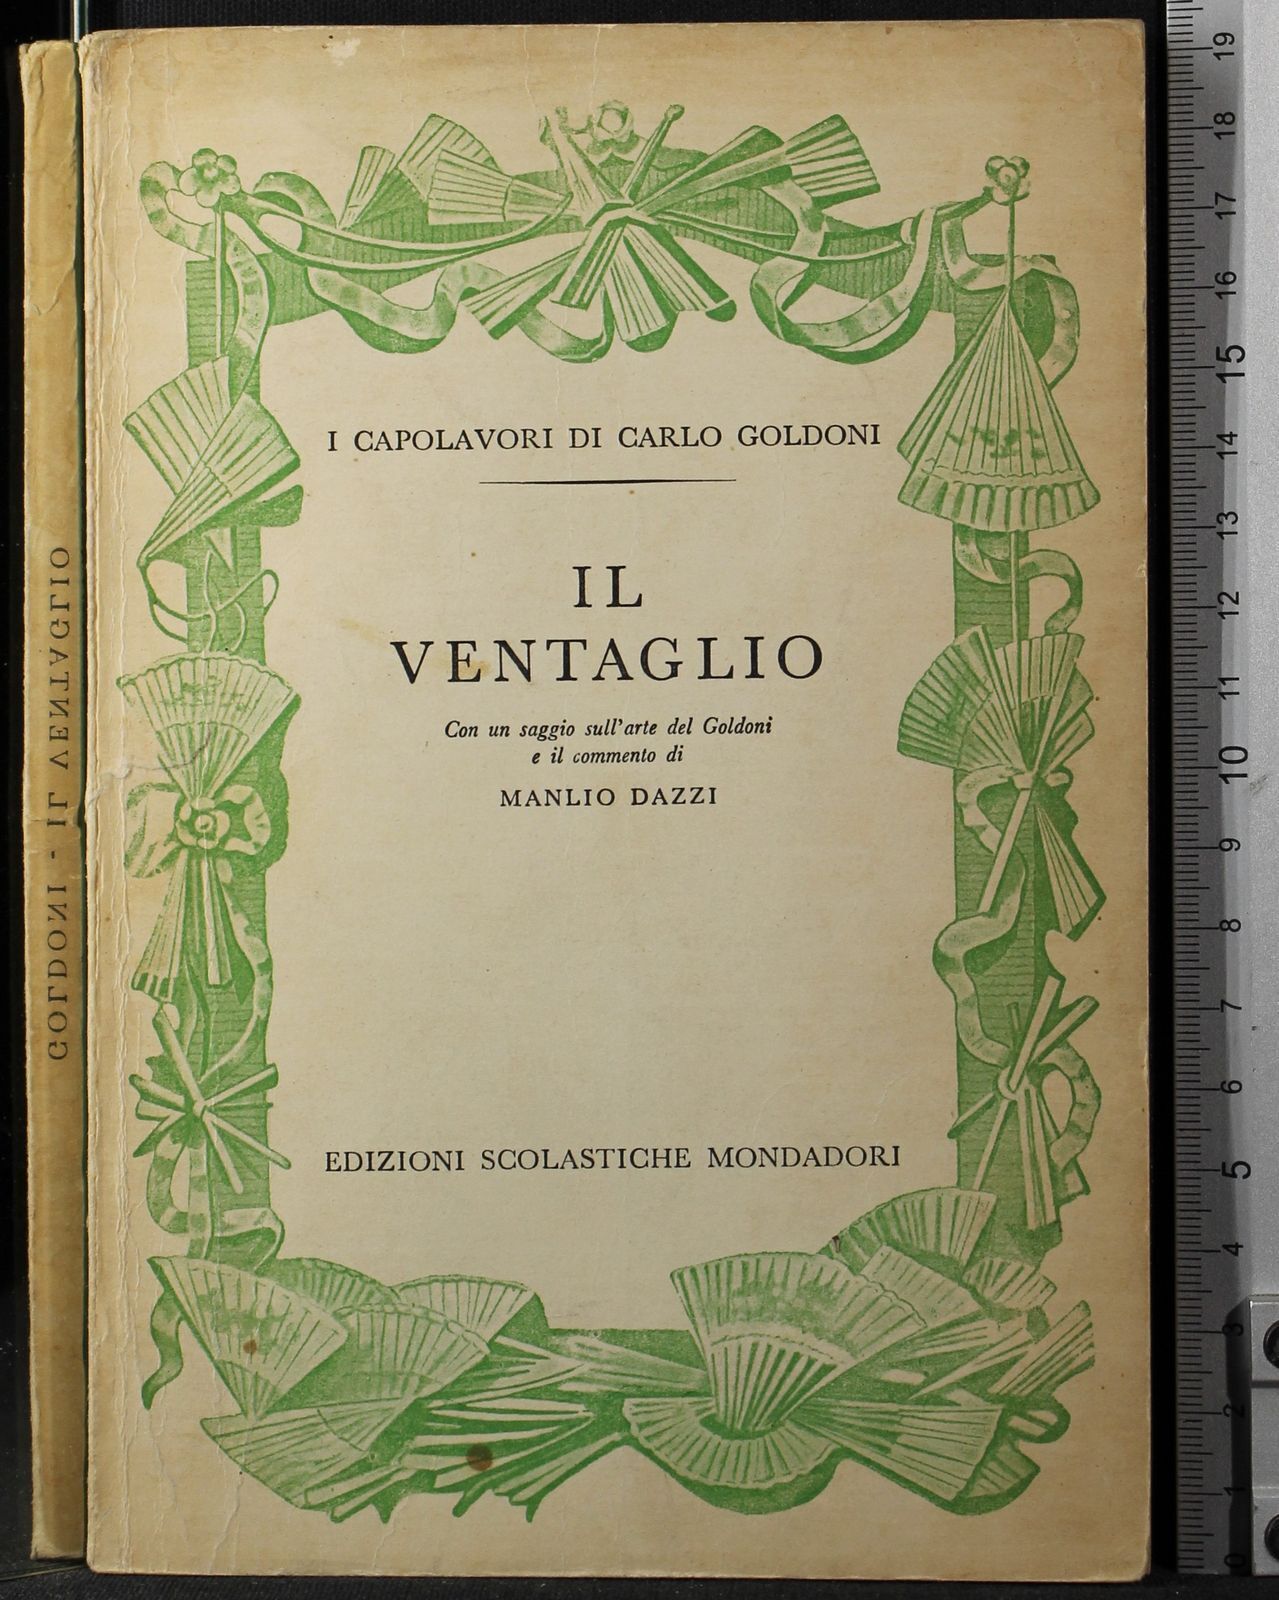 I CAPOLAVORI DI CARLO GOLDONI
IL
VENTAGLIO
Con un saggio sull'arte del Goldoni
e il commento di
MANLIO DAZZI
EDIZIONI SCOLASTICHE MONDADORI
GOLDONI - IL VENTAGLIO
19
18
17
16
15
14
13
12
11
10
9
8
7
6
5
4
3
2
1
0